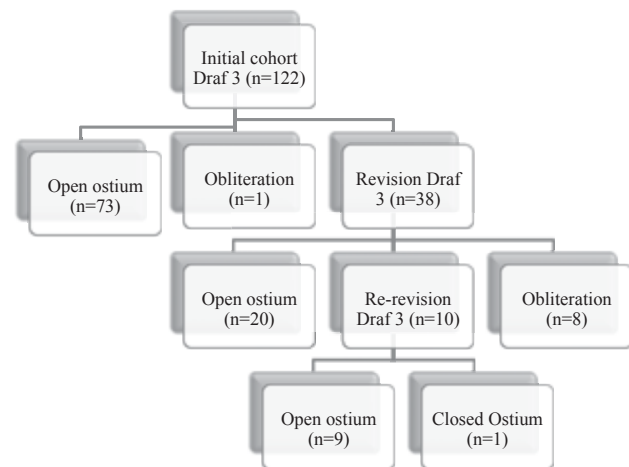 Initial cohort
Draf 3 (n=122)
Open ostium
(n=73)
Obliteration
(n=1)
Revision Draf
3 (n=38)
Open ostium
(n=20)
Re-revision
Draf 3 (n=10)
Obliteration
(n=8)
Open ostium
(n=9)
Closed Ostium
(n=1)